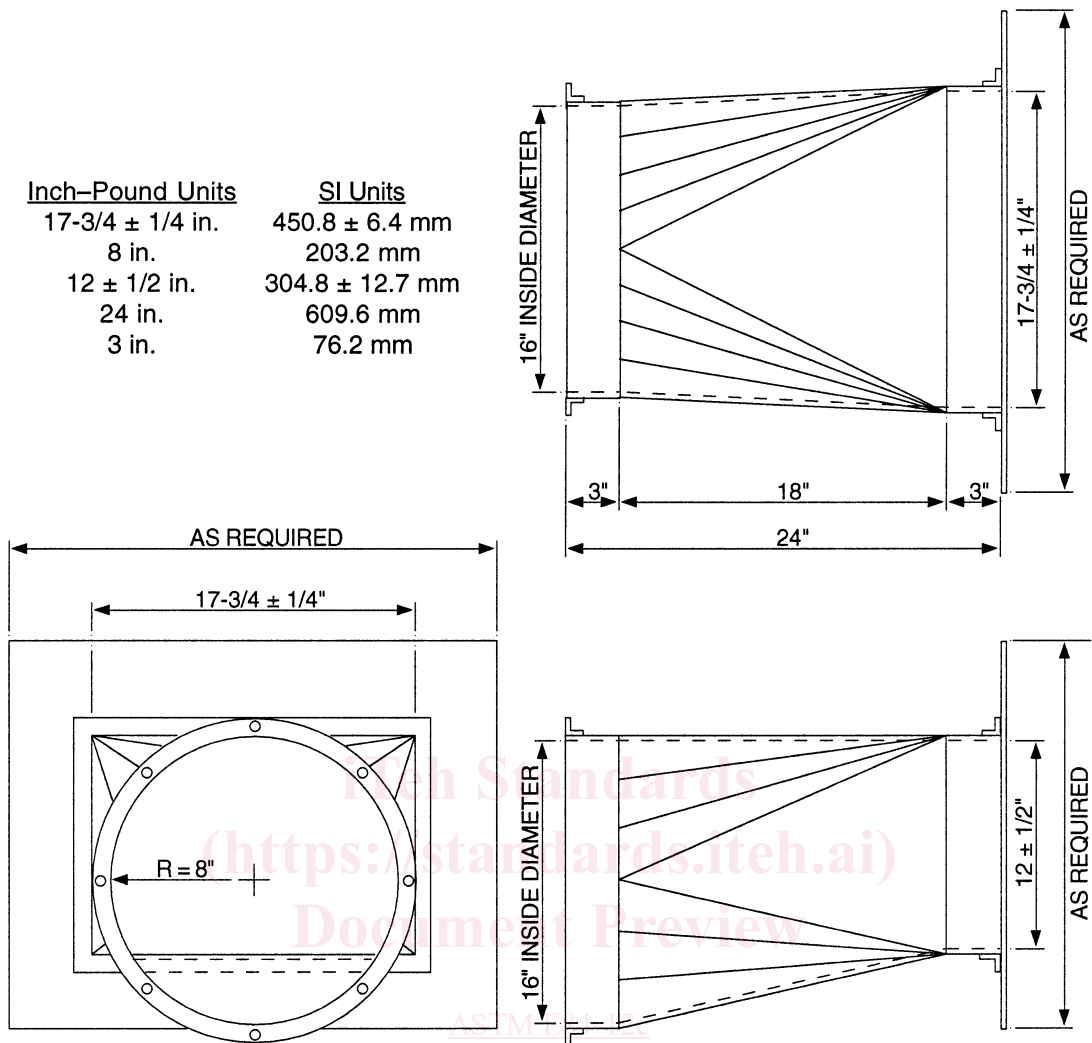 Inch–Pound Units SI Units
17-3/4 ± 1/4 in. 450.8 ± 6.4 mm
8 in. 203.2 mm
12 ± 1/2 in. 304.8 ± 12.7 mm
24 in. 609.6 mm
3 in. 76.2 mm
16" INSIDE DIAMETER
17-3/4 ± 1/4"
AS REQUIRED
3" 18" 3"
24"
AS REQUIRED
17-3/4 ± 1/4"
R = 8"
16" INSIDE DIAMETER
12 ± 1/2"
AS REQUIRED
iTeh Standards
(https://standards.iteh.ai)
Document Preview
ASTM E84-12c